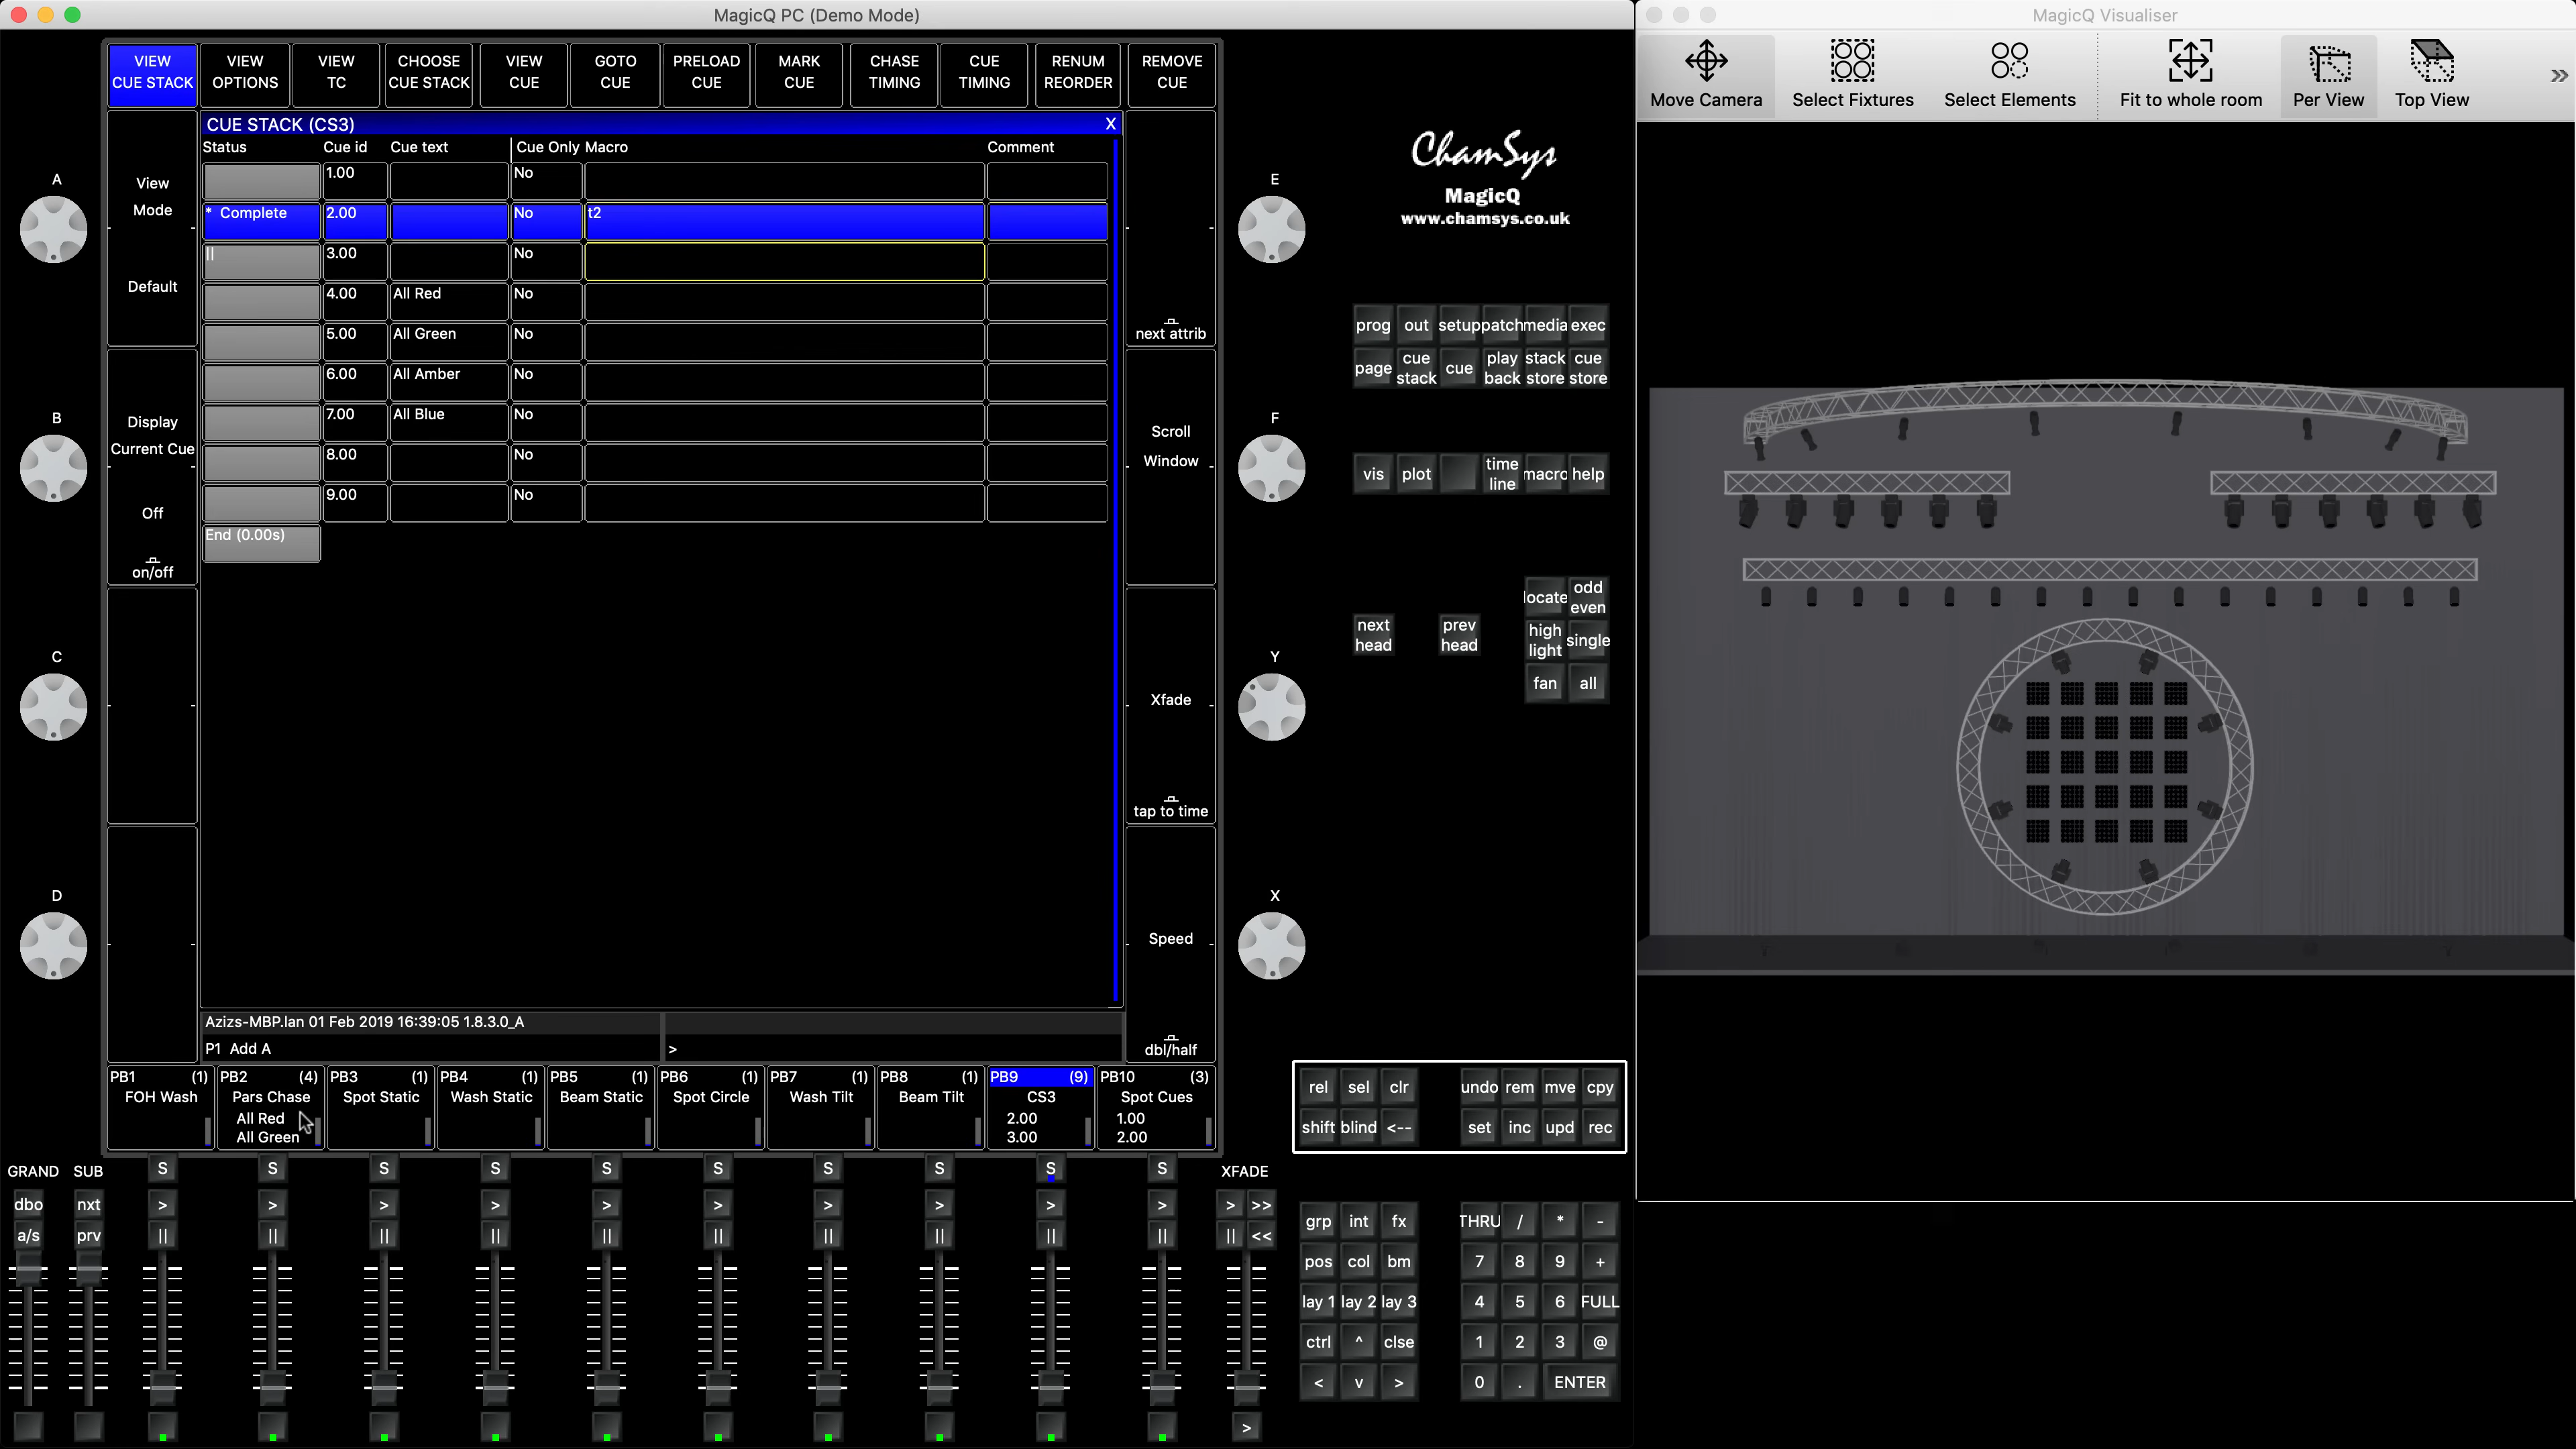 MagicQ PC (Demo Mode)
MagicQ Visualiser
VIEW CUE STACK
VIEW OPTIONS
VIEW TC
CHOOSE CUE STACK
VIEW CUE
GOTO CUE
PRELOAD CUE
MARK CUE
CHASE TIMING
CUE TIMING
RENUM REORDER
REMOVE CUE
Move Camera
Select Fixtures
Select Elements
Fit to whole room
Per View
Top View
»
CUE STACK (CS3) X
Status Cue id Cue text Cue Only Macro Comment
1.00 No
* Complete 2.00 No t2
|| 3.00 No
4.00 All Red No
5.00 All Green No
6.00 All Amber No
7.00 All Blue No
8.00 No
9.00 No
End (0.00s)
A
View
Mode
Default
B
Display
Current Cue
Off
on/off
C
D
next attrib
Scroll
Window
Xfade
tap to time
Speed
dbl/half
E
F
Y
X
ChamSys
MagicQ
www.chamsys.co.uk
prog out setup patch media exec
page cue stack cue play back stack store cue store
vis plot time line macro help
next head prev head
locate odd even
high light single
fan all
Azizs-MBP.lan 01 Feb 2019 16:39:05 1.8.3.0_A
P1 Add A
>
PB1 (1)
FOH Wash
PB2 (4)
Pars Chase
All Red
All Green
PB3 (1)
Spot Static
PB4 (1)
Wash Static
PB5 (1)
Beam Static
PB6 (1)
Spot Circle
PB7 (1)
Wash Tilt
PB8 (1)
Beam Tilt
PB9 (9)
CS3
2.00
3.00
PB10 (3)
Spot Cues
1.00
2.00
rel sel clr undo rem mve cpy
shift blind <-- set inc upd rec
GRAND SUB S S S S S S S S S S XFADE
dbo nxt > > > > > > > > > > > >>
a/s prv || || || || || || || || || || || <<
grp int fx THRU / * -
pos col bm 7 8 9 +
lay 1 lay 2 lay 3 4 5 6 FULL
ctrl ^ clse 1 2 3 @
< v > 0 . ENTER
>